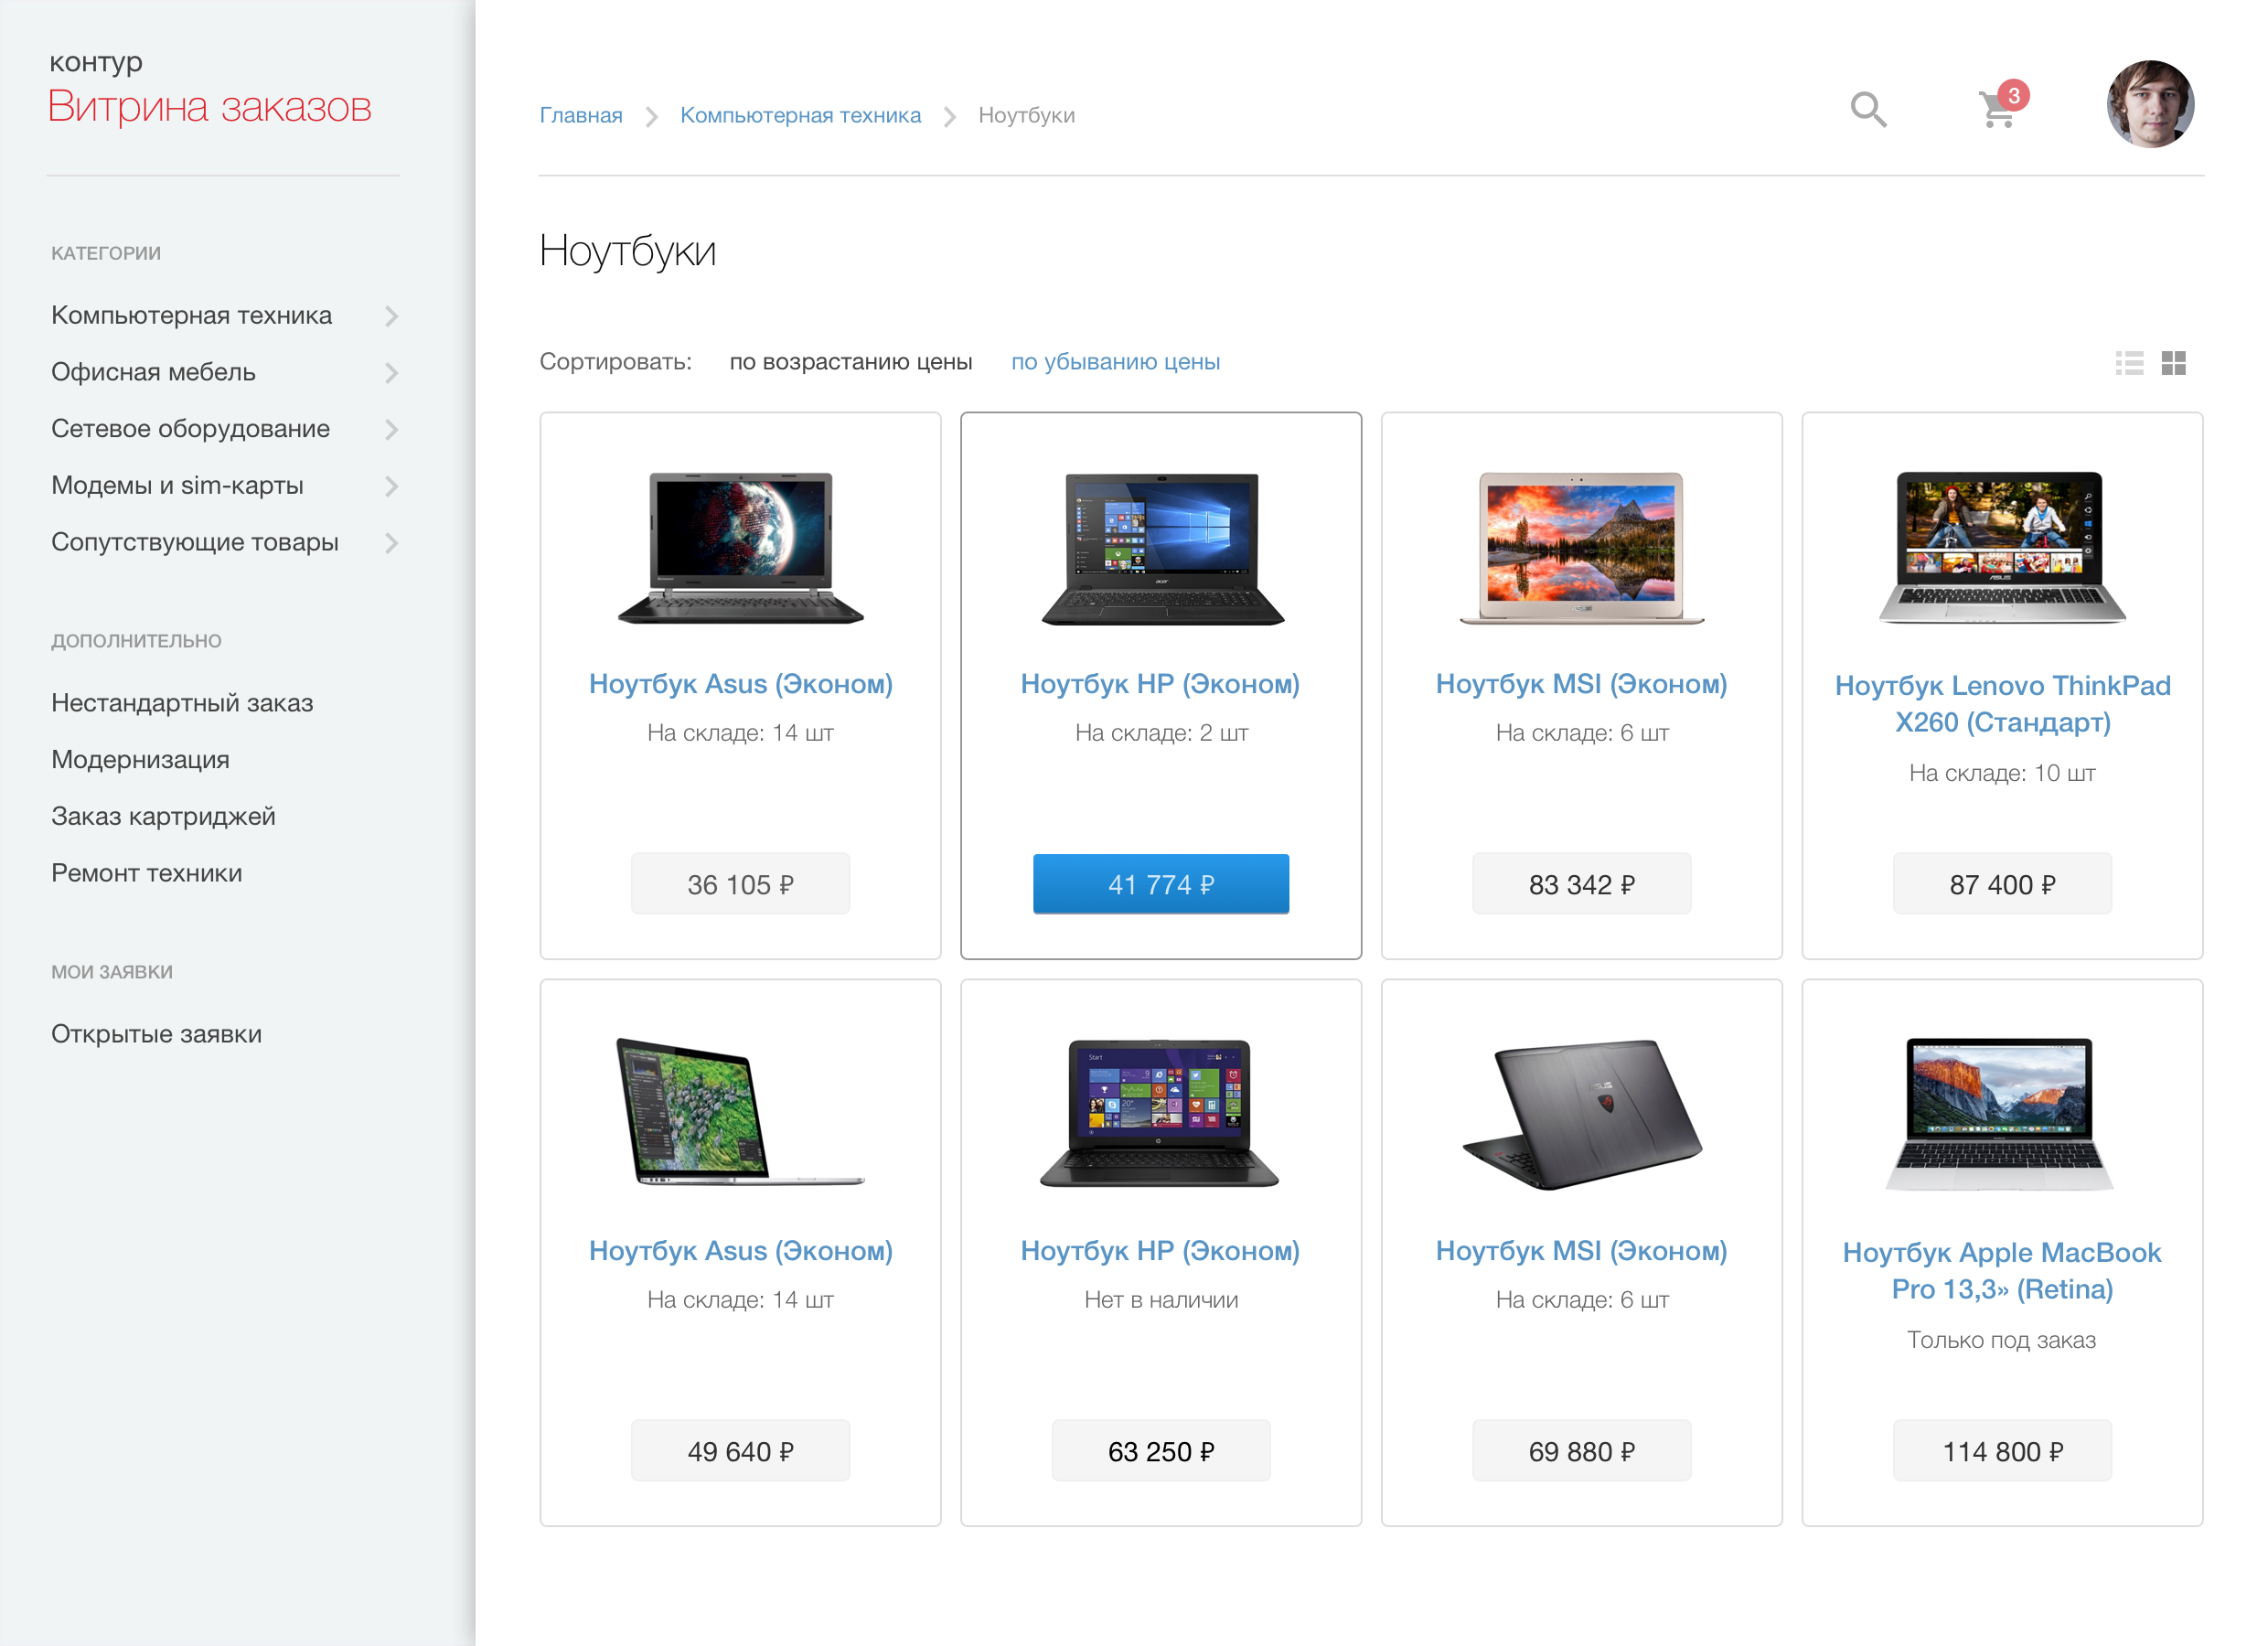 контур
Витрина заказов
Главная
Компьютерная техника
Ноутбуки
3
КАТЕГОРИИ
Компьютерная техника
Офисная мебель
Сетевое оборудование
Модемы и sim-карты
Сопутствующие товары
ДОПОЛНИТЕЛЬНО
Нестандартный заказ
Модернизация
Заказ картриджей
Ремонт техники
МОИ ЗАЯВКИ
Открытые заявки
Ноутбуки
Сортировать: по возрастанию цены по убыванию цены
Ноутбук Asus (Эконом)
На складе: 14 шт
36 105 ₽
acer
Ноутбук HP (Эконом)
На складе: 2 шт
41 774 ₽
Ноутбук MSI (Эконом)
На складе: 6 шт
83 342 ₽
ASUS
Ноутбук Lenovo ThinkPad
X260 (Стандарт)
На складе: 10 шт
87 400 ₽
Ноутбук Asus (Эконом)
На складе: 14 шт
49 640 ₽
Start
Ноутбук HP (Эконом)
Нет в наличии
63 250 ₽
Ноутбук MSI (Эконом)
На складе: 6 шт
69 880 ₽
Ноутбук Apple MacBook
Pro 13,3» (Retina)
Только под заказ
114 800 ₽